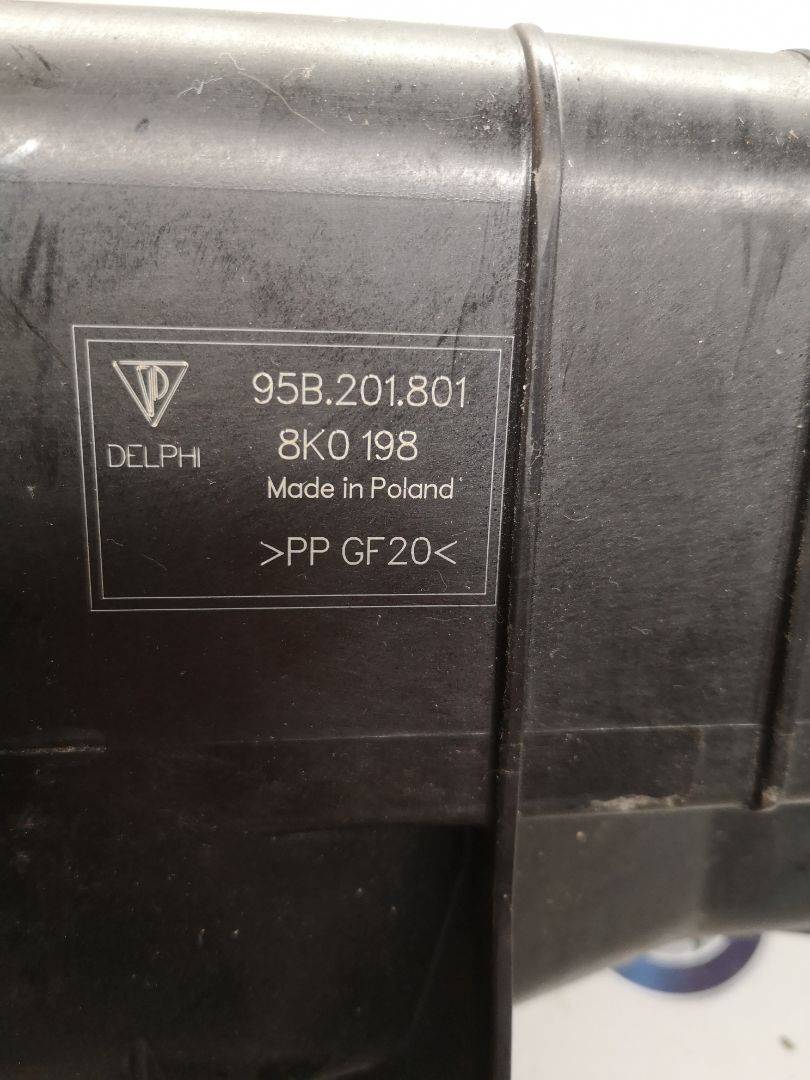 95B.201.801
DELPHI
8K0 198
Made in Poland
>PP GF20<